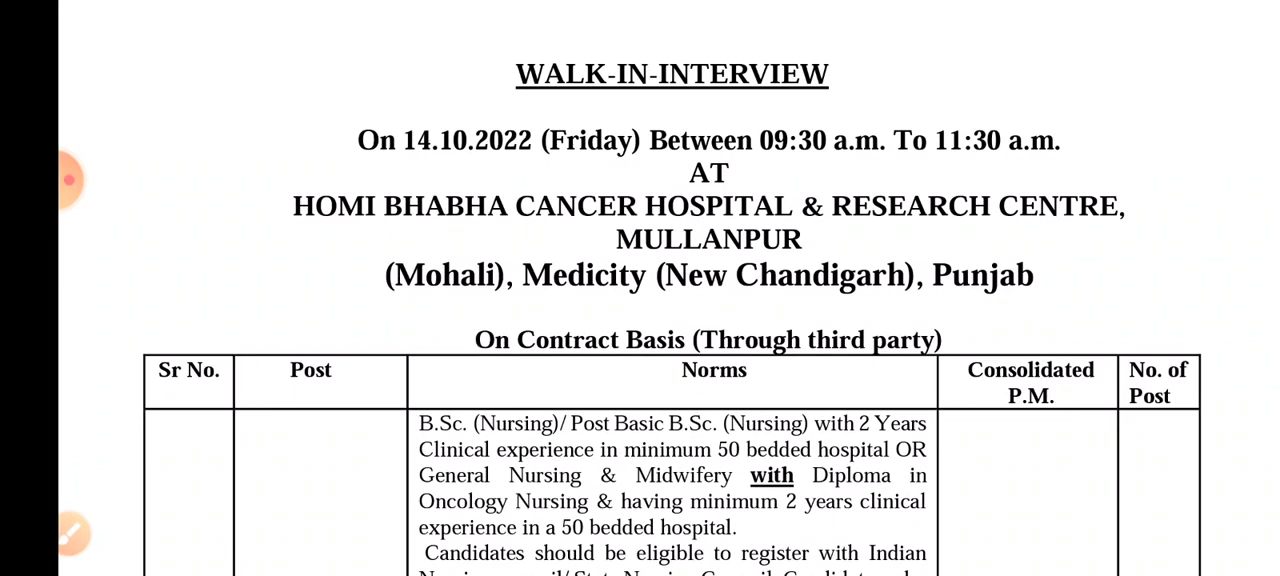 WALK-IN-INTERVIEW
On 14.10.2022 (Friday) Between 09:30 a.m. To 11:30 a.m.
AT
HOMI BHABHA CANCER HOSPITAL & RESEARCH CENTRE,
MULLANPUR
(Mohali), Medicity (New Chandigarh), Punjab
On Contract Basis (Through third party)
Sr No. Post Norms Consolidated No. of
P.M. Post
B.Sc. (Nursing)/ Post Basic B.Sc. (Nursing) with 2 Years
Clinical experience in minimum 50 bedded hospital OR
General Nursing & Midwifery with Diploma in
Oncology Nursing & having minimum 2 years clinical
experience in a 50 bedded hospital.
Candidates should be eligible to register with Indian